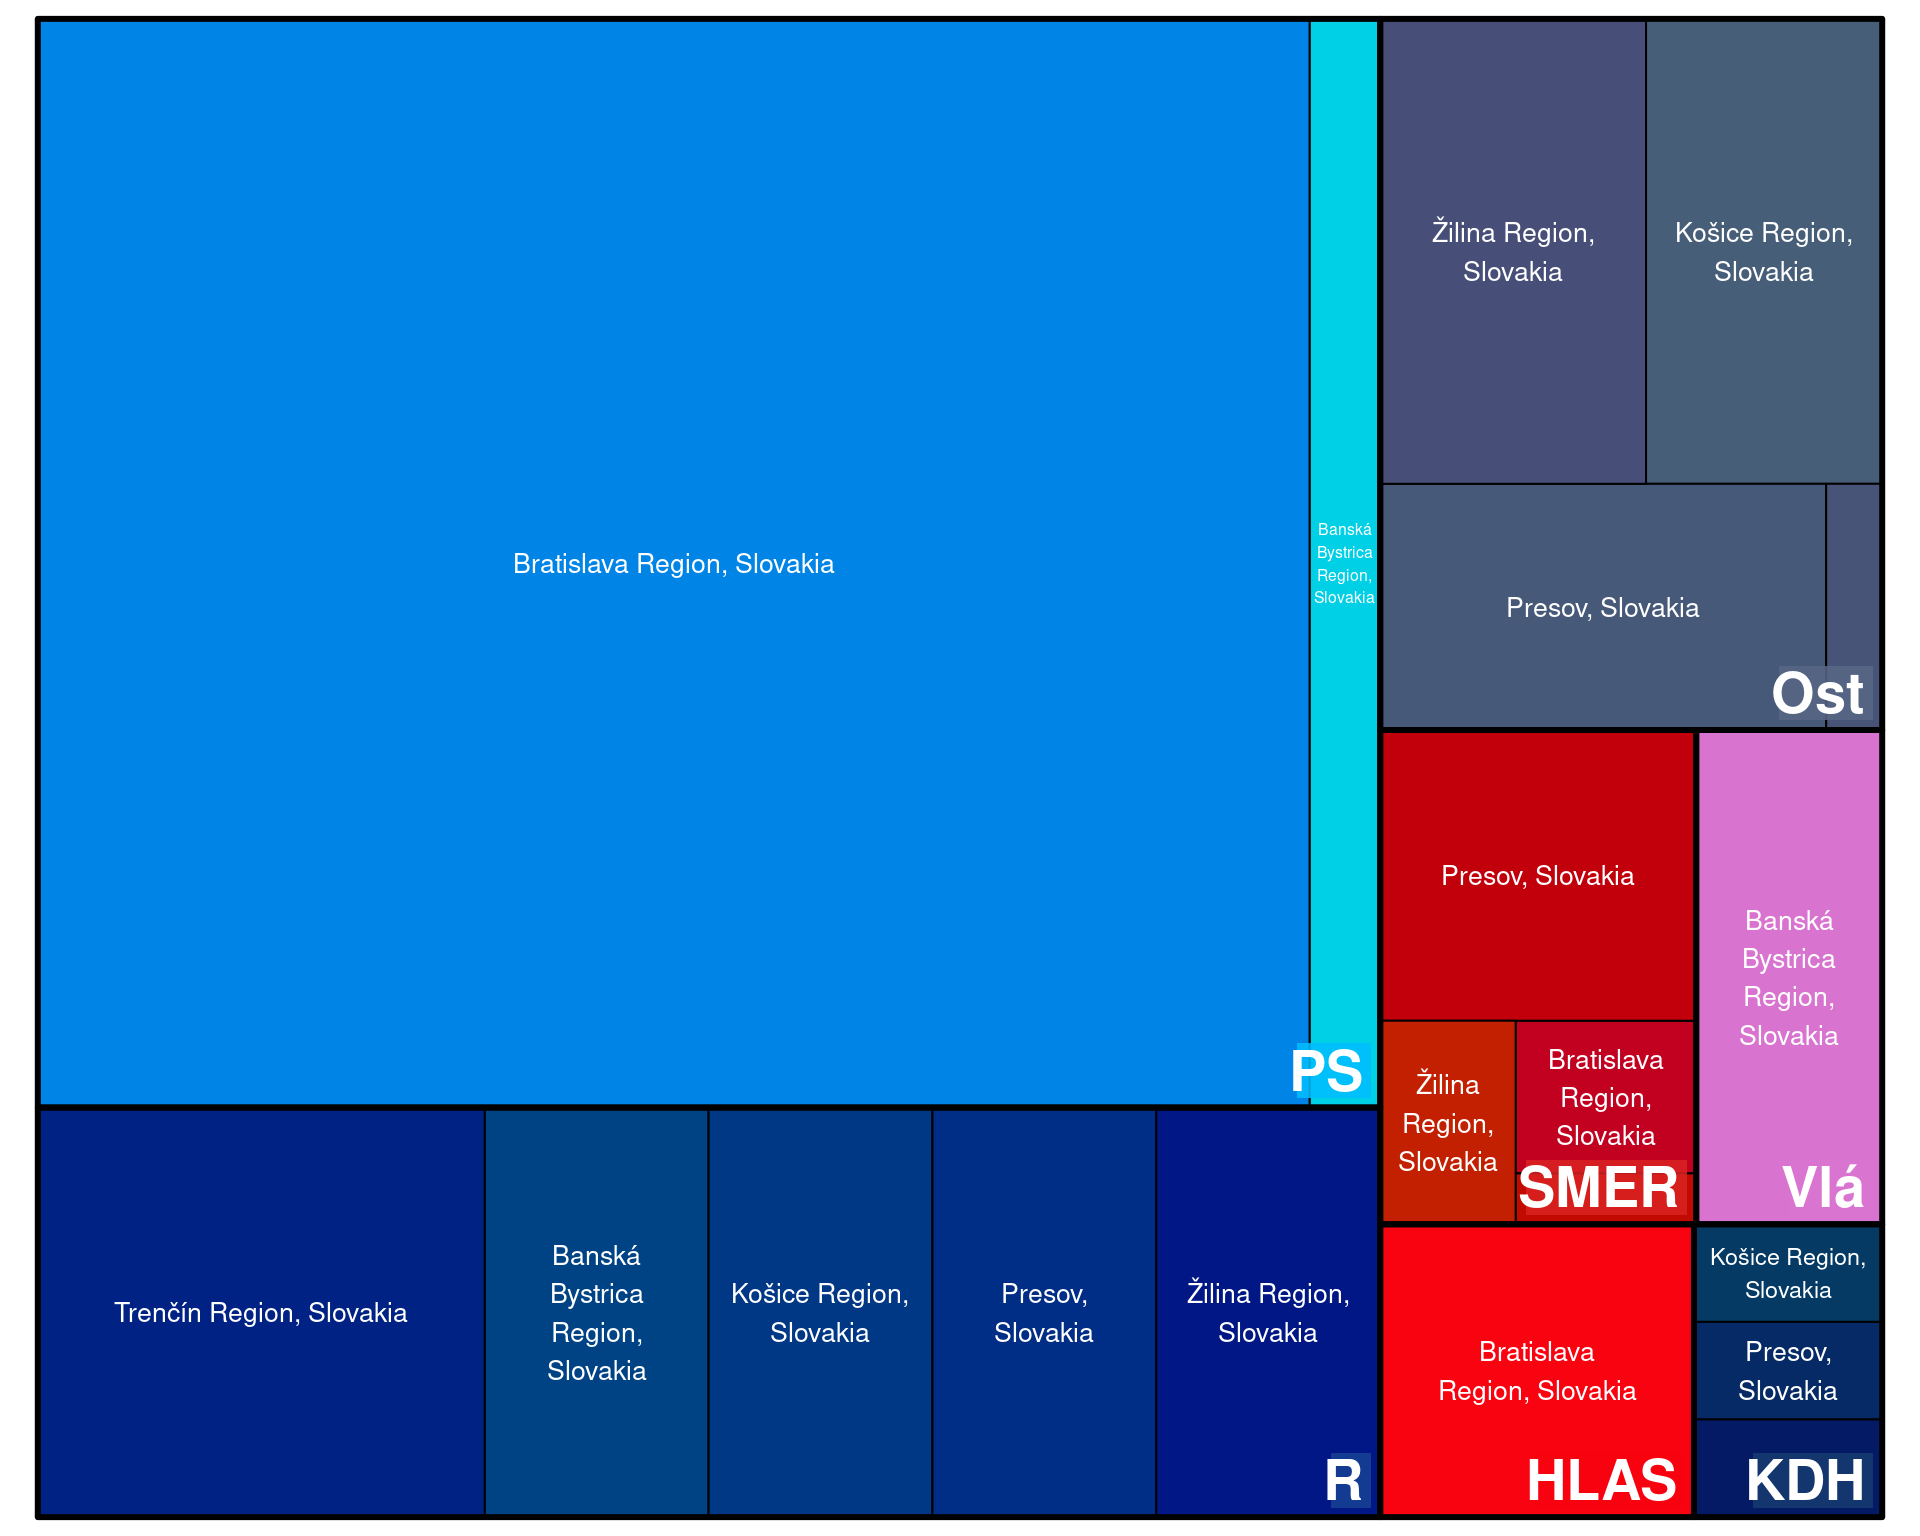 Bratislava Region, Slovakia
Banská
Bystrica
Region,
Slovakia
PS
Trenčín Region, Slovakia
Banská
Bystrica
Region,
Slovakia
Košice Region,
Slovakia
Presov,
Slovakia
Žilina Region,
Slovakia
R
Žilina Region,
Slovakia
Košice Region,
Slovakia
Presov, Slovakia
Ost
Presov, Slovakia
Žilina
Region,
Slovakia
Bratislava
Region,
Slovakia
SMER
Banská
Bystrica
Region,
Slovakia
Vlá
Bratislava
Region, Slovakia
HLAS
Košice Region,
Slovakia
Presov,
Slovakia
KDH